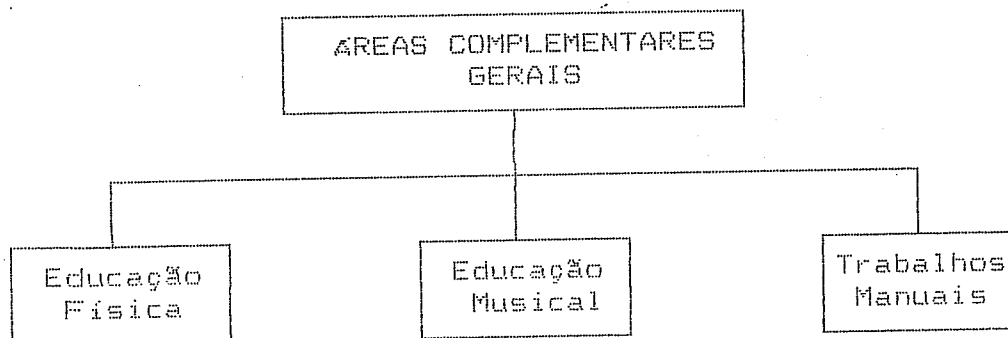 ÁREAS COMPLEMENTARES
GERAIS
Educação
Física
Educação
Musical
Trabalhos
Manuais